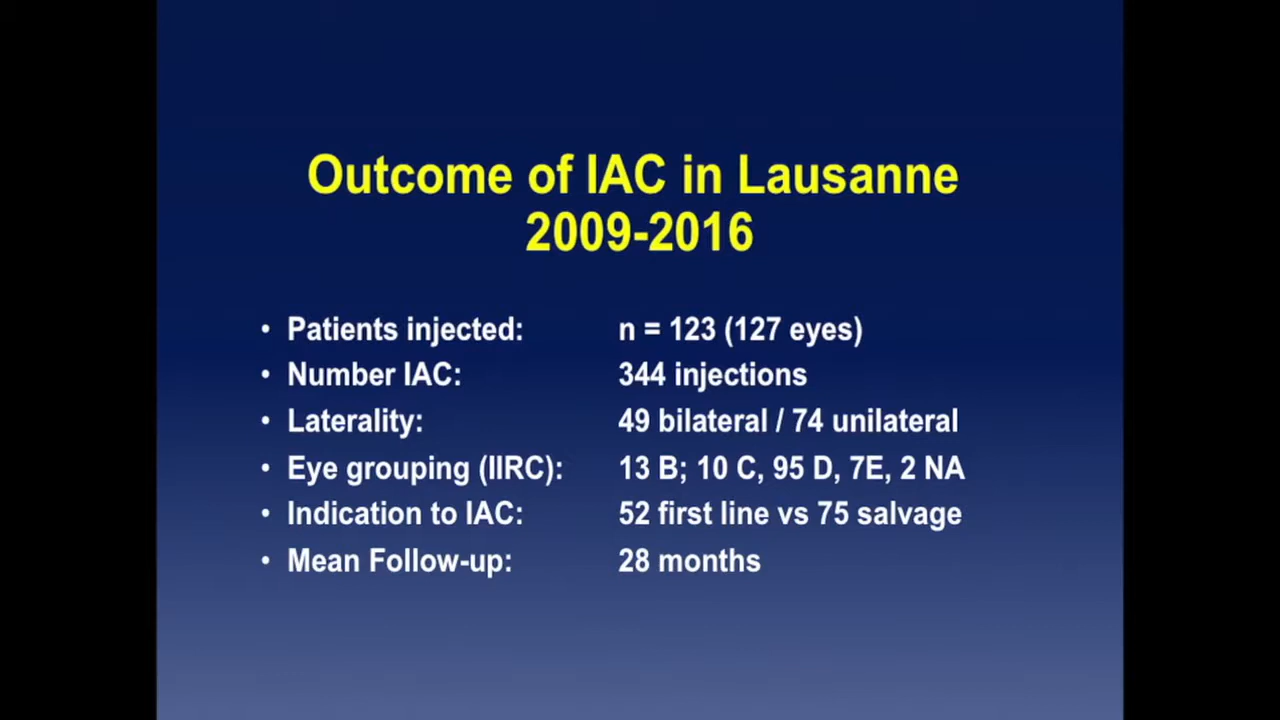 Outcome of IAC in Lausanne
2009-2016
• Patients injected: n = 123 (127 eyes)
• Number IAC: 344 injections
• Laterality: 49 bilateral / 74 unilateral
• Eye grouping (IIRC): 13 B; 10 C, 95 D, 7E, 2 NA
• Indication to IAC: 52 first line vs 75 salvage
• Mean Follow-up: 28 months